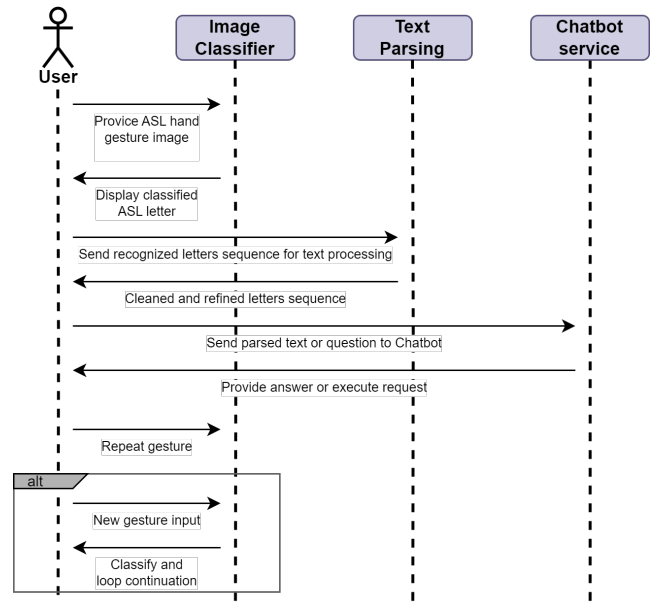 Image
Classifier
Text
Parsing
Chatbot
service
User
Provice ASL hand
gesture image
Display classified
ASL letter
Send recognized letters sequence for text processing
Cleaned and refined letters sequence
Send parsed text or question to Chatbot
Provide answer or execute request
Repeat gesture
alt
New gesture input
Classify and
loop continuation